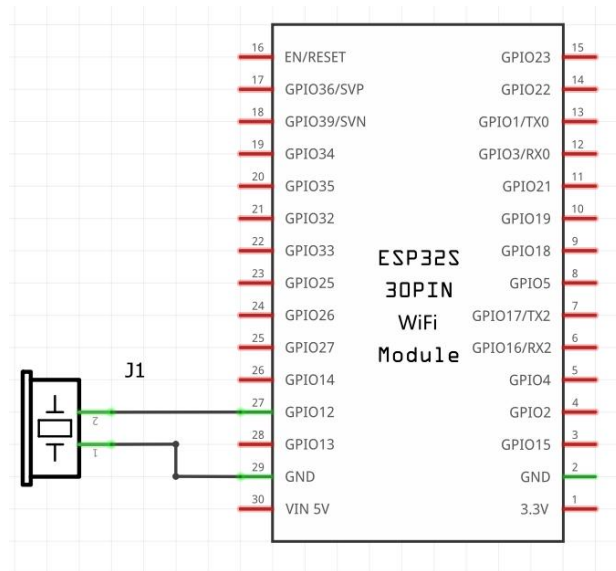 16 EN/RESET GPIO23 15
17 GPIO36/SVP GPIO22 14
18 GPIO39/SVN GPIO1/TX0 13
19 GPIO34 GPIO3/RX0 12
20 GPIO35 GPIO21 11
21 GPIO32 GPIO19 10
22 GPIO33 GPIO18 9
23 GPIO25 GPIO5 8
24 GPIO26 GPIO17/TX2 7
25 GPIO27 GPIO16/RX2 6
26 GPIO14 GPIO4 5
27 GPIO12 GPIO2 4
28 GPIO13 GPIO15 3
29 GND GND 2
30 VIN 5V 3.3V 1
ESP32S
30PIN
WiFi
Module
J1
2
1